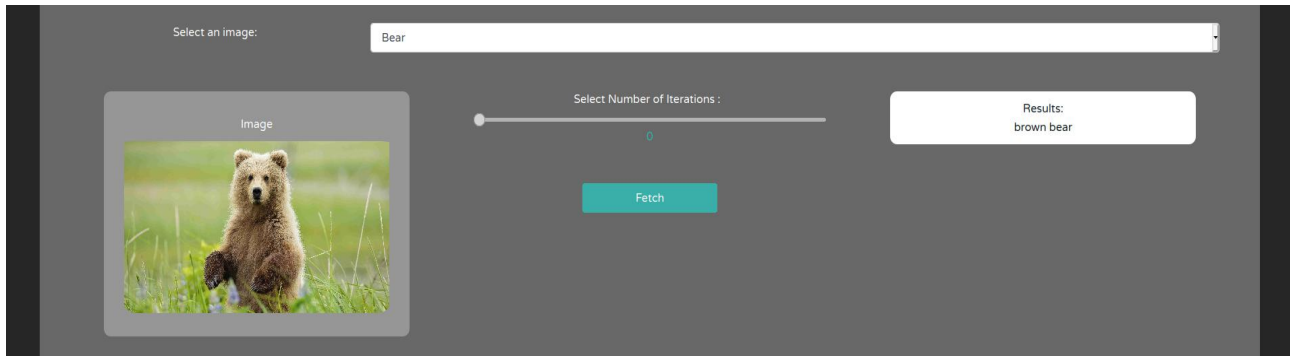 Select an image:
Bear
Image
Select Number of Iterations :
0
Fetch
Results:
brown bear